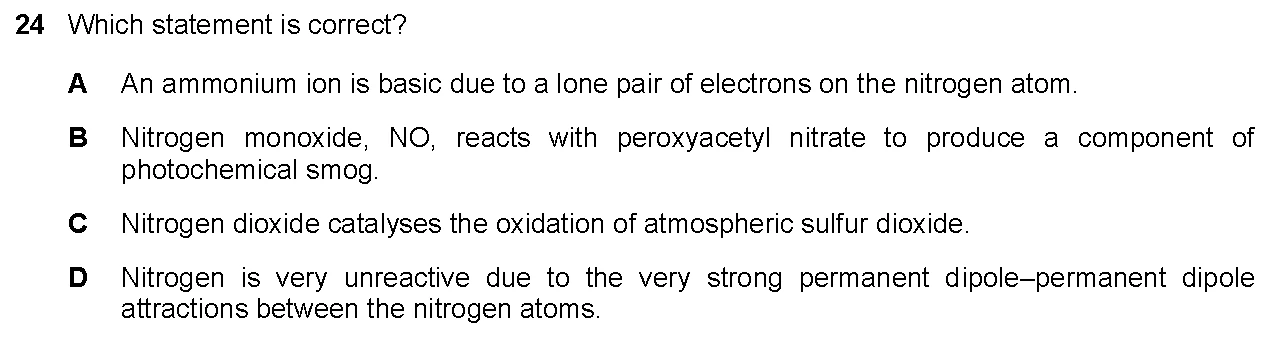 24 Which statement is correct?
A An ammonium ion is basic due to a lone pair of electrons on the nitrogen atom.
B Nitrogen monoxide, NO, reacts with peroxyacetyl nitrate to produce a component of
photochemical smog.
C Nitrogen dioxide catalyses the oxidation of atmospheric sulfur dioxide.
D Nitrogen is very unreactive due to the very strong permanent dipole–permanent dipole
attractions between the nitrogen atoms.